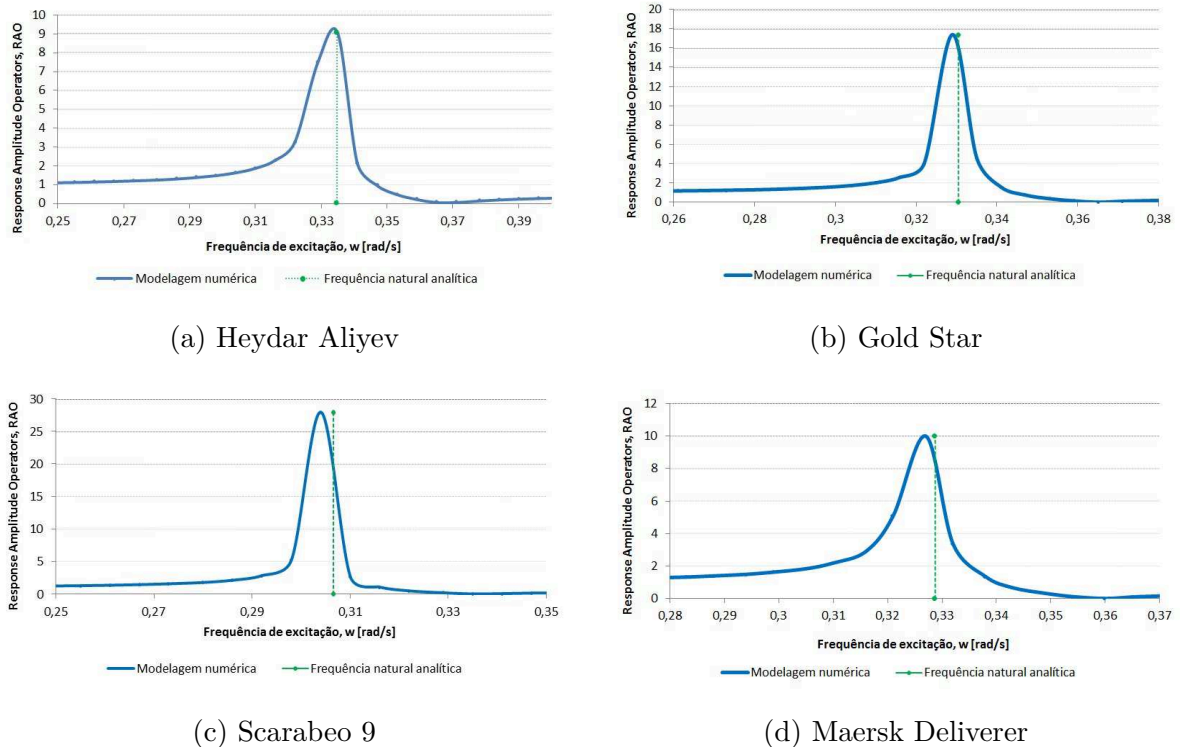 Response Amplitude Operators, RAO
10
9
8
7
6
5
4
3
2
1
0
0,25 0,27 0,29 0,31 0,33 0,35 0,37 0,39
Frequência de excitação, w [rad/s]
Modelagem numérica Frequência natural analítica
(a) Heydar Aliyev
Response Amplitude Operators, RAO
20
18
16
14
12
10
8
6
4
2
0
0,26 0,28 0,3 0,32 0,34 0,36 0,38
Frequência de excitação, w [rad/s]
Modelagem numérica Frequência natural analítica
(b) Gold Star
Response Amplitude Operators, RAO
30
25
20
15
10
5
0
0,25 0,27 0,29 0,31 0,33 0,35
Frequência de excitação, w [rad/s]
Modelagem numérica Frequência natural analítica
(c) Scarabeo 9
Response Amplitude Operators, RAO
12
10
8
6
4
2
0
0,28 0,29 0,3 0,31 0,32 0,33 0,34 0,35 0,36 0,37
Frequência de excitação, w [rad/s]
Modelagem numérica Frequência natural analítica
(d) Maersk Deliverer